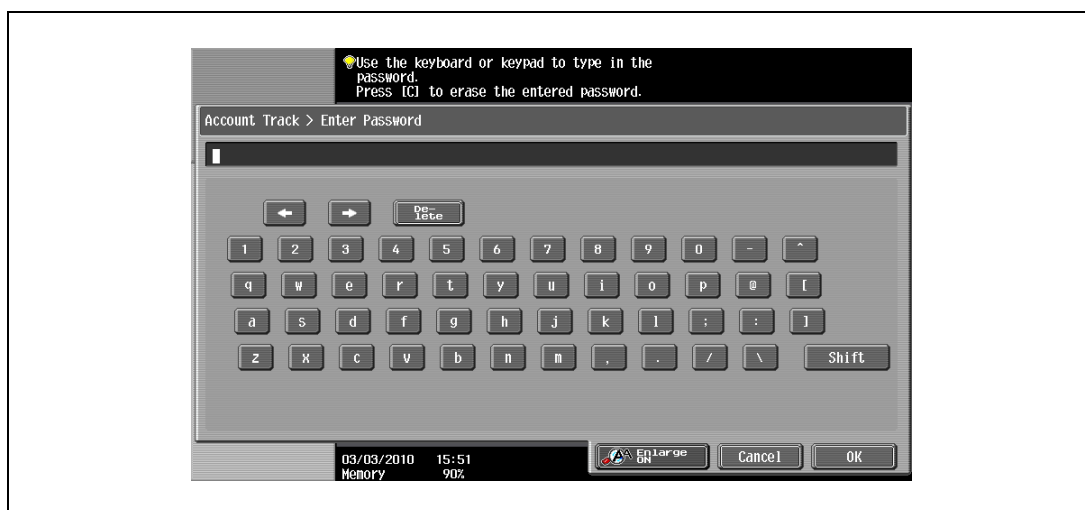 Use the keyboard or keypad to type in the
password.
Press [C] to erase the entered password.
Account Track > Enter Password
De-
lete
1 2 3 4 5 6 7 8 9 0 - ^
q w e r t y u i o p @ [
a s d f g h j k l ; : ]
z x c v b n m , . / \ Shift
Enlarge
ON
Cancel
OK
03/03/2010 15:51
Memory 90%